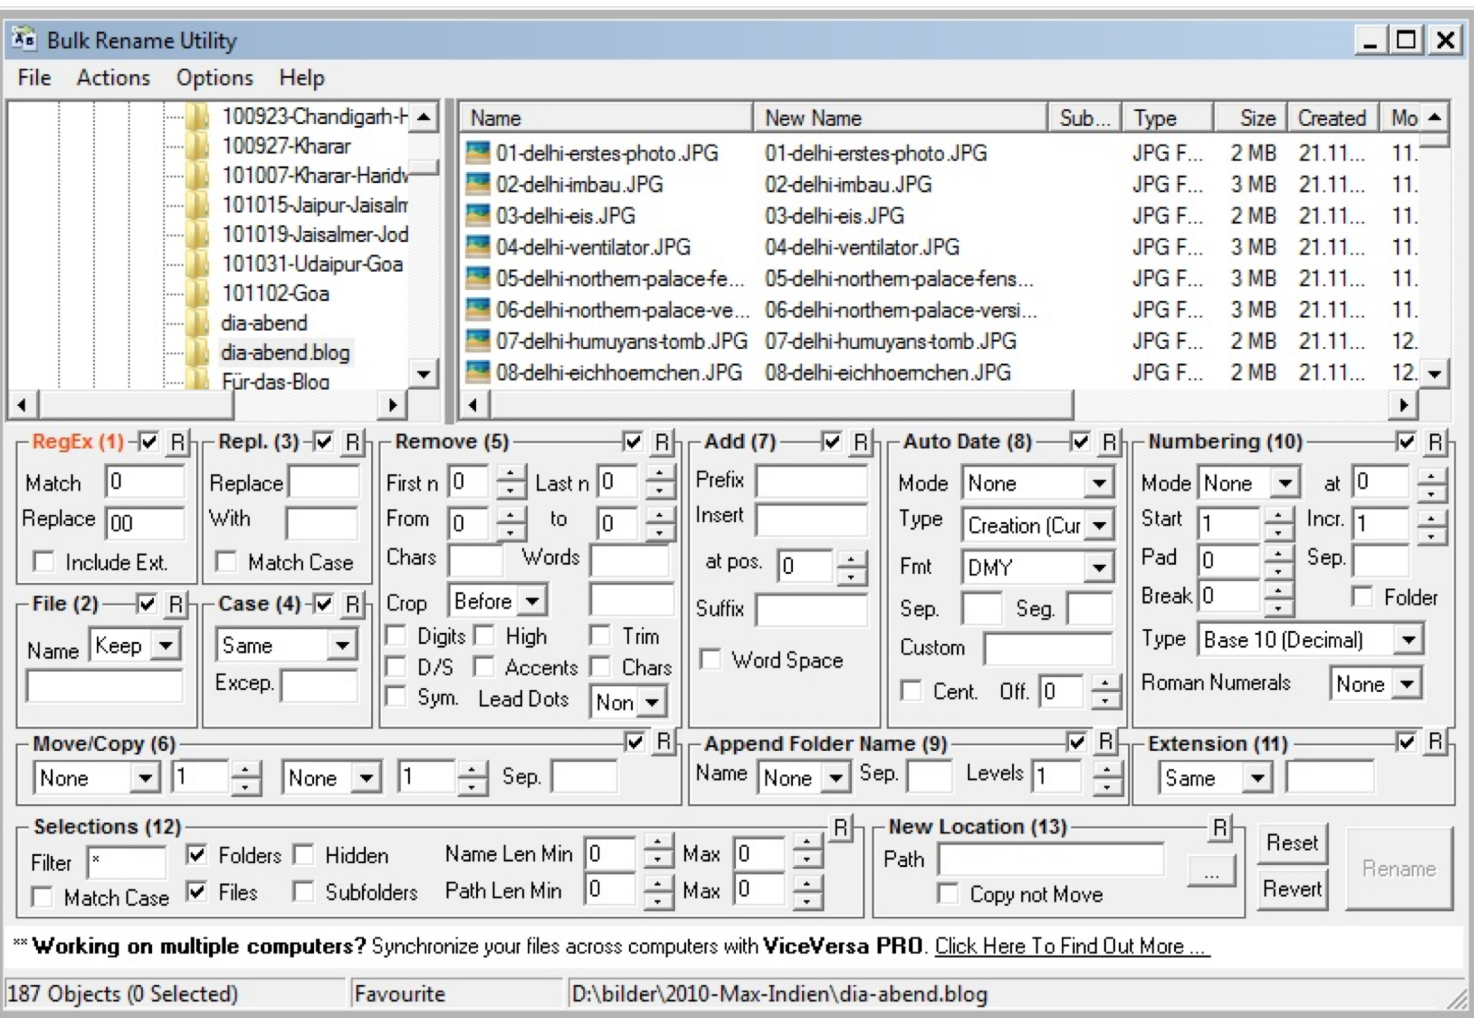 Bulk Rename Utility
File Actions Options Help
100923-Chandigarh-H
100927-Kharar
101007-Kharar-Haridw
101015-Jaipur-Jaisalm
101019-Jaisalmer-Jod
101031-Udaipur-Goa
101102-Goa
dia-abend
dia-abend.blog
Für-das-Blog
Name New Name Sub... Type Size Created Mo
01-delhi-erstes-photo.JPG 01-delhi-erstes-photo.JPG JPG F... 2 MB 21.11... 11.
02-delhi-imbau.JPG 02-delhi-imbau.JPG JPG F... 3 MB 21.11... 11.
03-delhi-eis.JPG 03-delhi-eis.JPG JPG F... 2 MB 21.11... 11.
04-delhi-ventilator.JPG 04-delhi-ventilator.JPG JPG F... 3 MB 21.11... 11.
05-delhi-northern-palace-fe... 05-delhi-northern-palace-fens... JPG F... 3 MB 21.11... 11.
06-delhi-northern-palace-ve... 06-delhi-northern-palace-versi... JPG F... 3 MB 21.11... 11.
07-delhi-humuyans-tomb.JPG 07-delhi-humuyans-tomb.JPG JPG F... 2 MB 21.11... 12.
08-delhi-eichhoernchen.JPG 08-delhi-eichhoernchen.JPG JPG F... 2 MB 21.11... 12.
RegEx (1) R
Match 0
Replace 00
Include Ext.
Repl. (3) R
Replace
With
Match Case
File (2) R
Name Keep
Case (4) R
Same
Excep.
Remove (5) R
First n 0 Last n 0
From 0 to 0
Chars Words
Crop Before
Digits High Trim
D/S Accents Chars
Sym. Lead Dots Non
Add (7) R
Prefix
Insert
at pos. 0
Suffix
Word Space
Auto Date (8) R
Mode None
Type Creation (Cur
Fmt DMY
Sep. Seg.
Custom
Cent. Off. 0
Numbering (10) R
Mode None at 0
Start 1 Incr. 1
Pad 0 Sep.
Break 0 Folder
Type Base 10 (Decimal)
Roman Numerals None
Move/Copy (6) R
None 1 None 1 Sep.
Append Folder Name (9) R
Name None Sep. Levels 1
Extension (11) R
Same
Selections (12) R
Filter * Folders Hidden Name Len Min 0 Max 0
Match Case Files Subfolders Path Len Min 0 Max 0
New Location (13) R
Path ...
Copy not Move
Reset
Revert
Rename
** Working on multiple computers? Synchronize your files across computers with ViceVersa PRO. Click Here To Find Out More ...
187 Objects (0 Selected) Favourite D:\bilder\2010-Max-Indien\dia-abend.blog